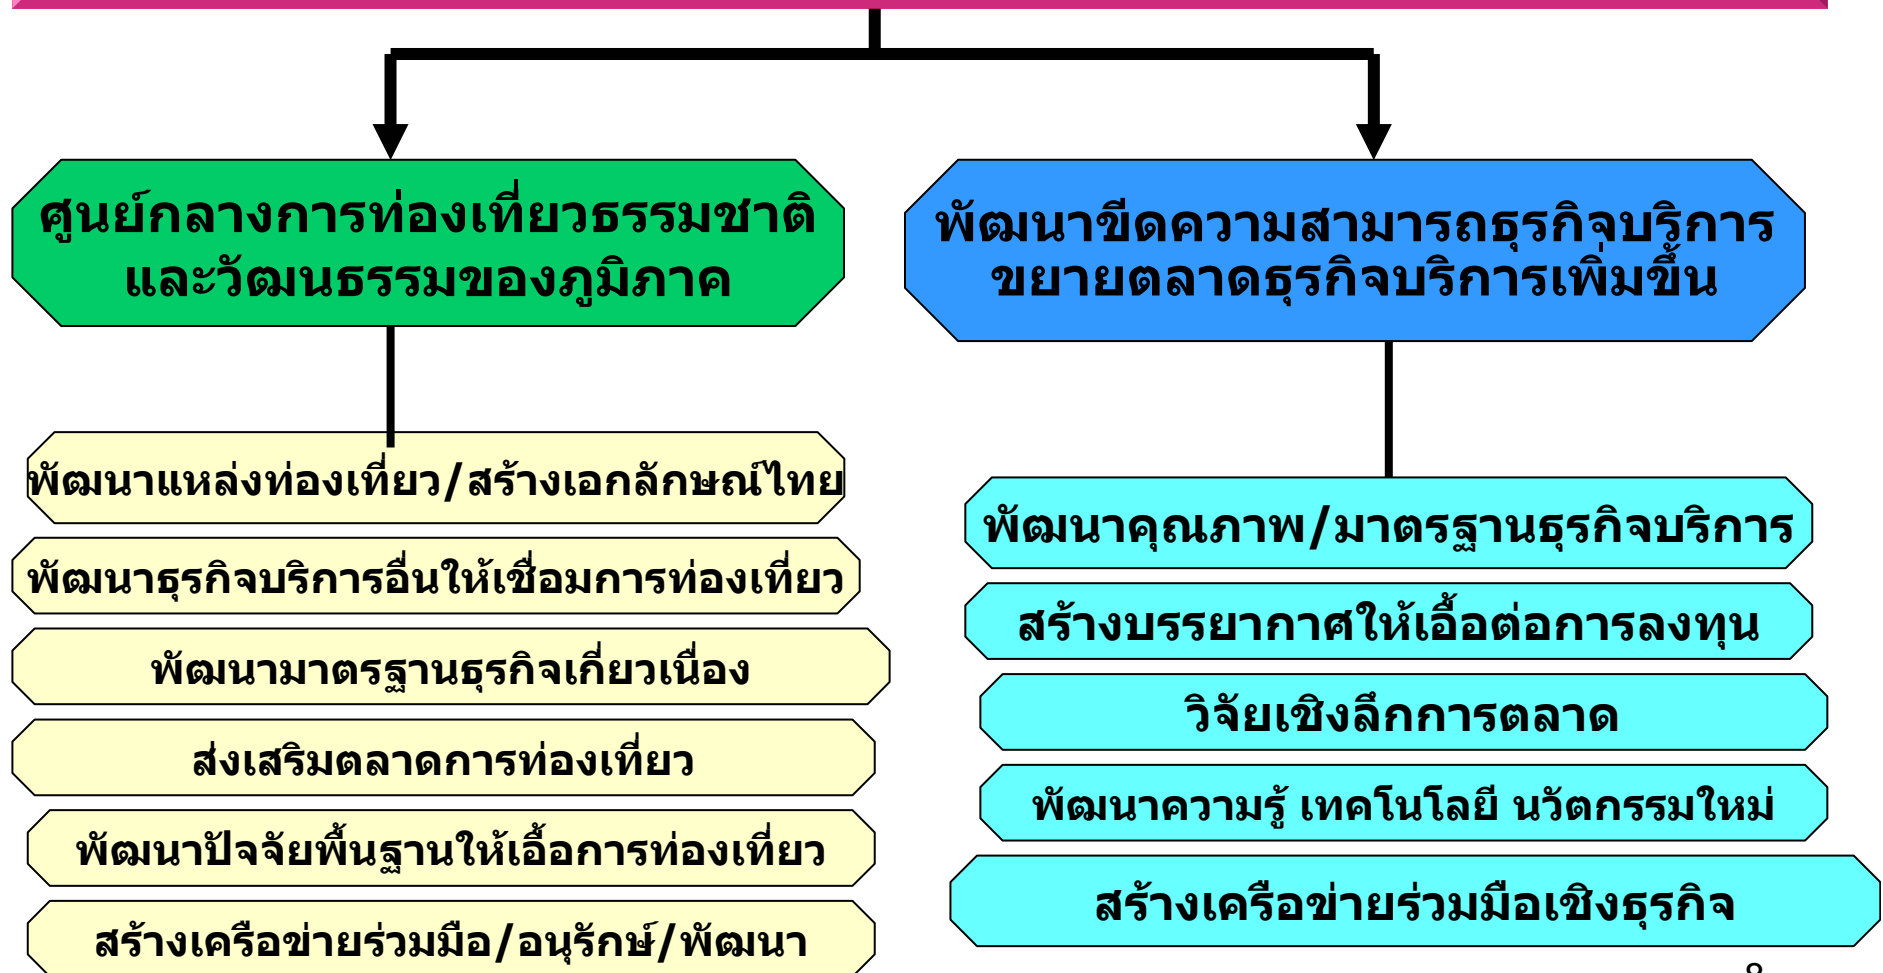 ศูนย์กลางการท่องเที่ยวธรรมชาติ
และวัฒนธรรมของภูมิภาค
พัฒนาแหล่งท่องเที่ยว/สร้างเอกลักษณ์ไทย
พัฒนาธุรกิจบริการอื่นให้เชื่อมการท่องเที่ยว
พัฒนามาตรฐานธุรกิจเกี่ยวเนื่อง
ส่งเสริมตลาดการท่องเที่ยว
พัฒนาปัจจัยพื้นฐานให้เอื้อการท่องเที่ยว
สร้างเครือข่ายร่วมมือ/อนุรักษ์/พัฒนา
พัฒนาขีดความสามารถธุรกิจบริการ
ขยายตลาดธุรกิจบริการเพิ่มขึ้น
พัฒนาคุณภาพ/มาตรฐานธุรกิจบริการ
สร้างบรรยากาศให้เอื้อต่อการลงทุน
วิจัยเชิงลึกการตลาด
พัฒนาความรู้ เทคโนโลยี นวัตกรรมใหม่
สร้างเครือข่ายร่วมมือเชิงธุรกิจ